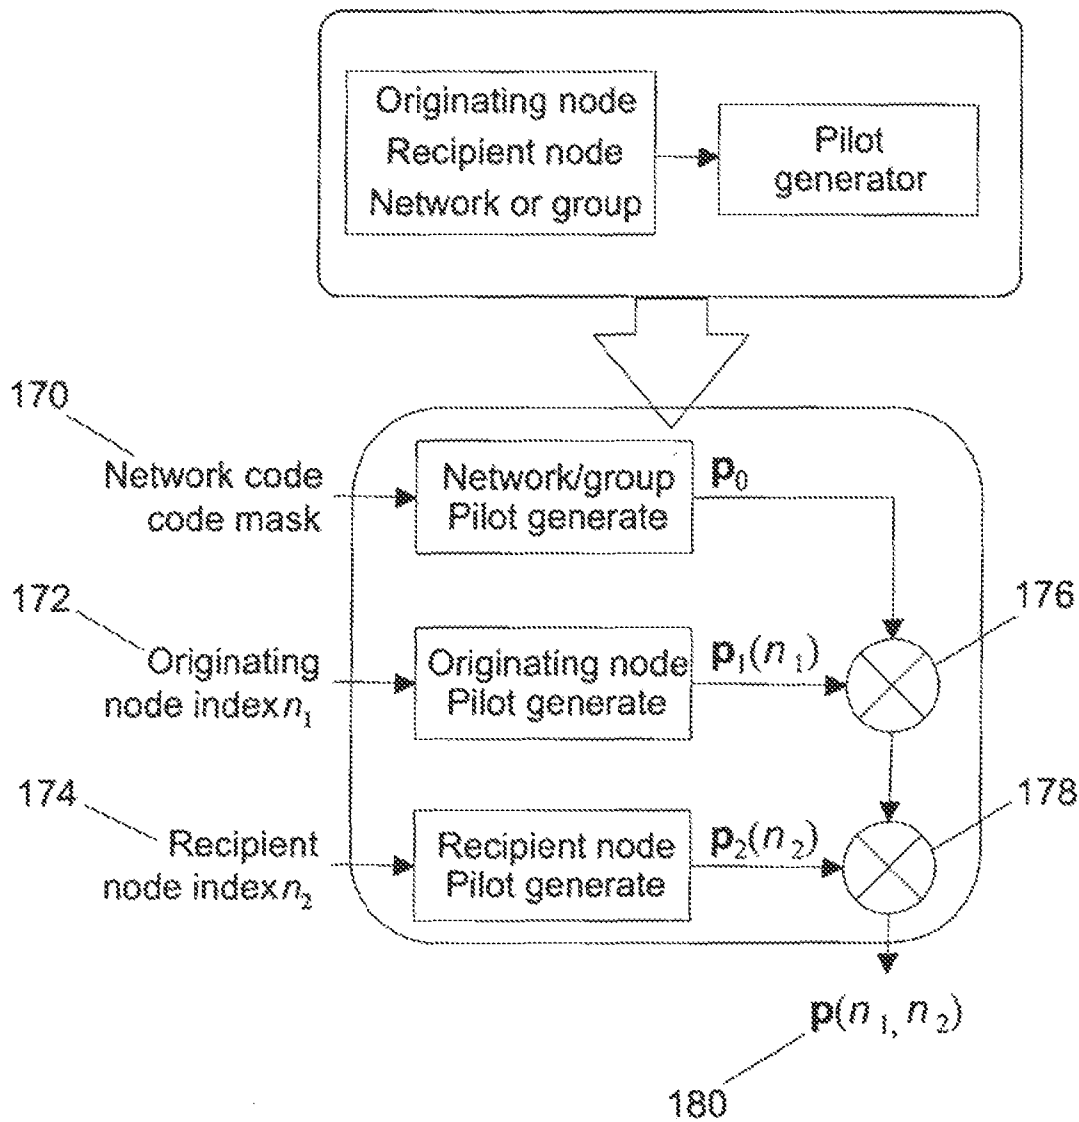 Originating node
Recipient node
Network or group
Pilot
generator
170
Network code
code mask
Network/group
Pilot generate
p₀
172
Originating
node index n₁
Originating node
Pilot generate
p₁(n₁)
176
174
Recipient
node index n₂
Recipient node
Pilot generate
p₂(n₂)
178
p(n₁, n₂)
180